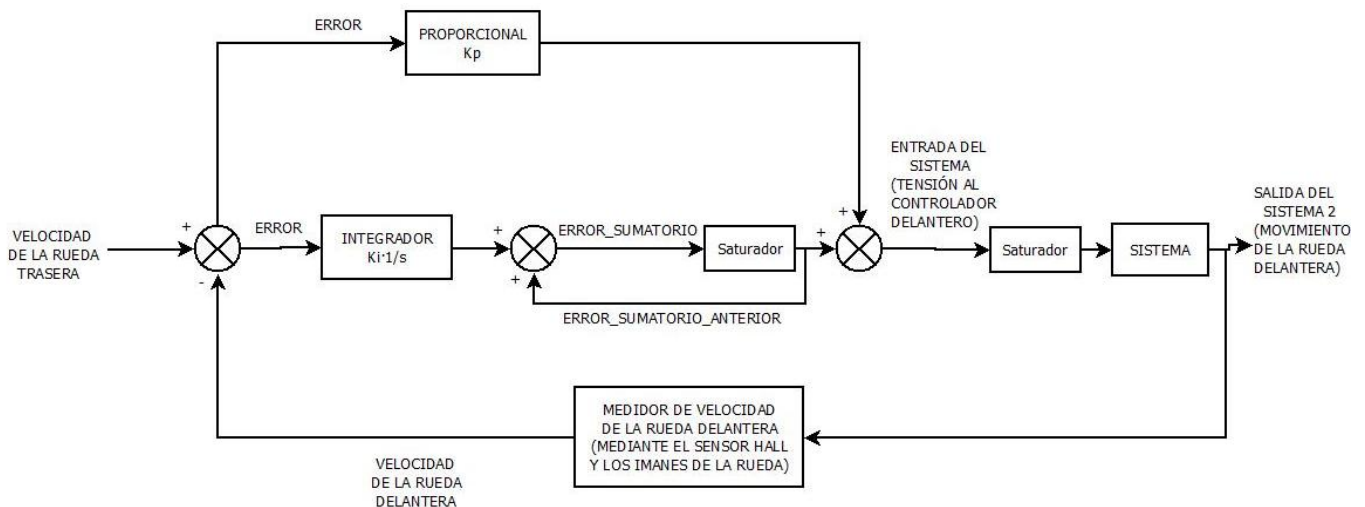 ERROR
PROPORCIONAL
Kp
+
ENTRADA DEL
SISTEMA
(TENSIÓN AL
CONTROLADOR
DELANTERO)
SALIDA DEL
SISTEMA 2
(MOVIMIENTO
DE LA RUEDA
DELANTERA)
VELOCIDAD
DE LA RUEDA
TRASERA
+
-
ERROR
INTEGRADOR
Ki·1/s
+
+
ERROR_SUMATORIO
Saturador
+
Saturador
SISTEMA
ERROR_SUMATORIO_ANTERIOR
MEDIDOR DE VELOCIDAD
DE LA RUEDA DELANTERA
(MEDIANTE EL SENSOR HALL
Y LOS IMANES DE LA RUEDA)
VELOCIDAD
DE LA RUEDA
DELANTERA